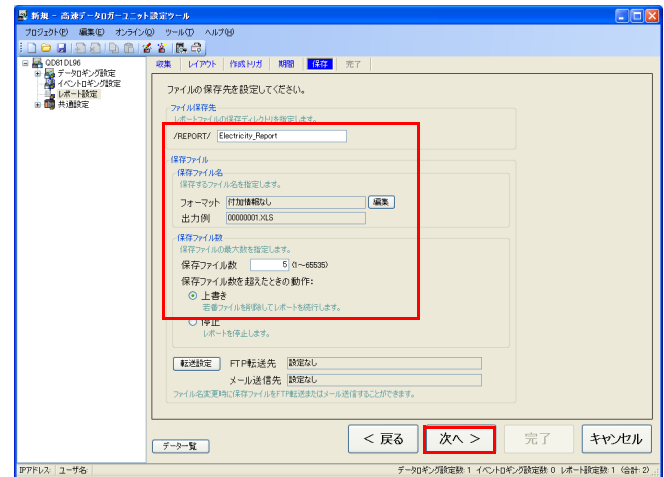 新規 - 高速データロガーユニット設定ツール
プロジェクト(P) 編集(E) オンライン(O) ツール(T) ヘルプ(H)
QD81DL96
データロギング設定
イベントロギング設定
レポート設定
共通設定
収集 レイアウト 作成トリガ 期間 保存 完了
ファイルの保存先を設定してください。
ファイル保存先
レポートファイルの保存ディレクトリを指定します。
/REPORT/ Electricity_Report
保存ファイル
保存ファイル名
保存するファイル名を指定します。
フォーマット 付加情報なし 編集
出力例 00000001.XLS
保存ファイル数
保存ファイルの最大数を指定します。
保存ファイル数 5 (1~65535)
保存ファイル数を超えたときの動作:
上書き
若番ファイルを削除してレポートを続行します。
停止
レポートを停止します。
転送設定 FTP転送先 設定なし
メール送信先 設定なし
ファイル名変更時に保存ファイルをFTP転送またはメール送信することができます。
データ一覧 < 戻る 次へ > 完了 キャンセル
IPアドレス: ユーザ名: データロギング設定数: 1 イベントロギング設定数: 0 レポート設定数: 1 (合計: 2)